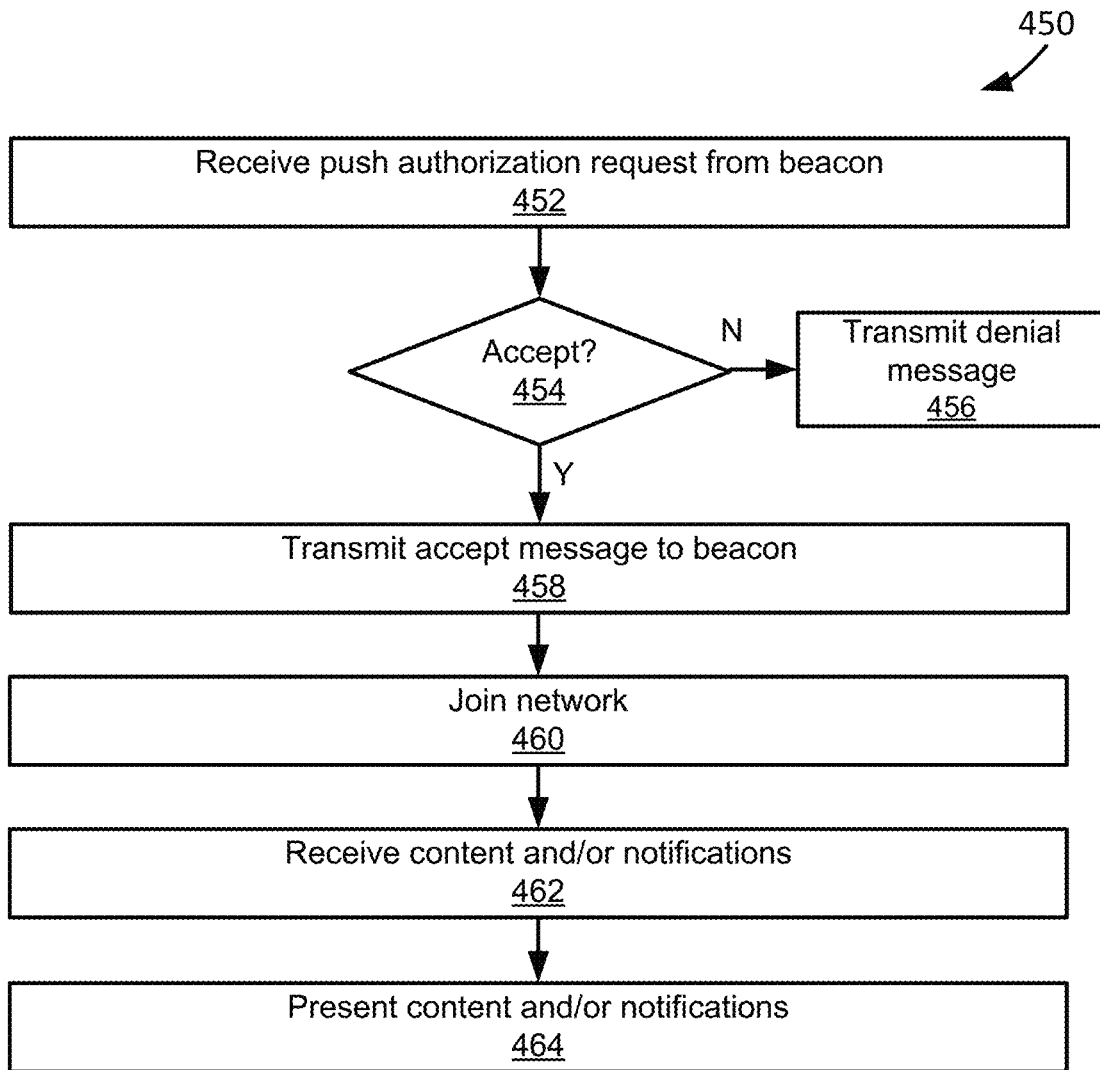 450
Receive push authorization request from beacon
452
Accept?
454
N
Transmit denial
message
456
Y
Transmit accept message to beacon
458
Join network
460
Receive content and/or notifications
462
Present content and/or notifications
464